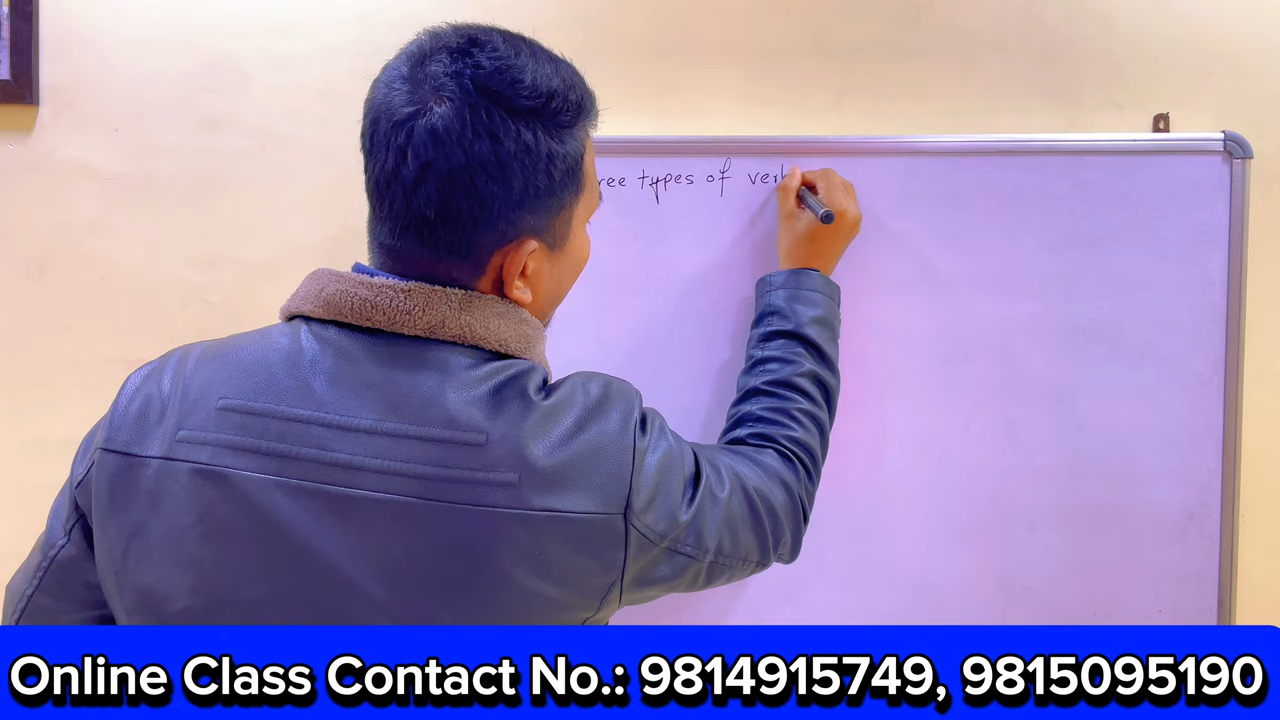 ree types of verb
Online Class Contact No.: 9814915749, 9815095190